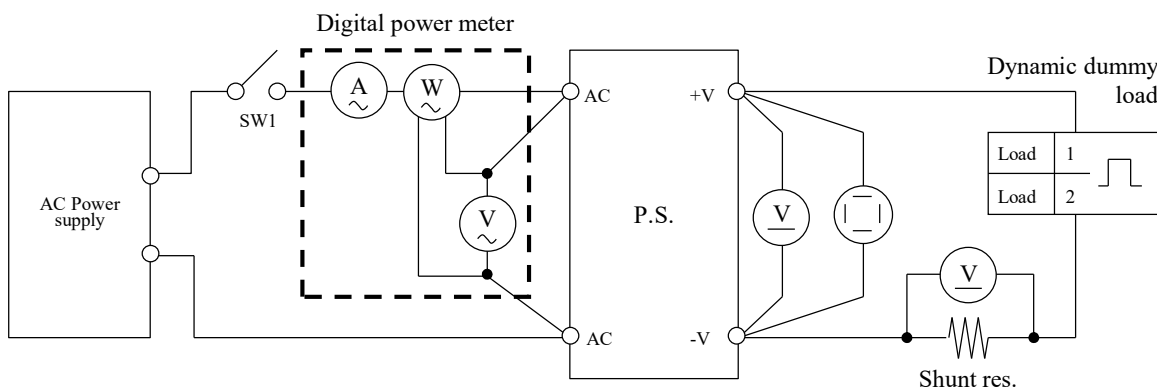 Digital power meter
A
W
SW1
AC Power
supply
V
AC
AC
P.S.
+V
-V
V
Dynamic dummy
load
Load 1
Load 2
V
Shunt res.